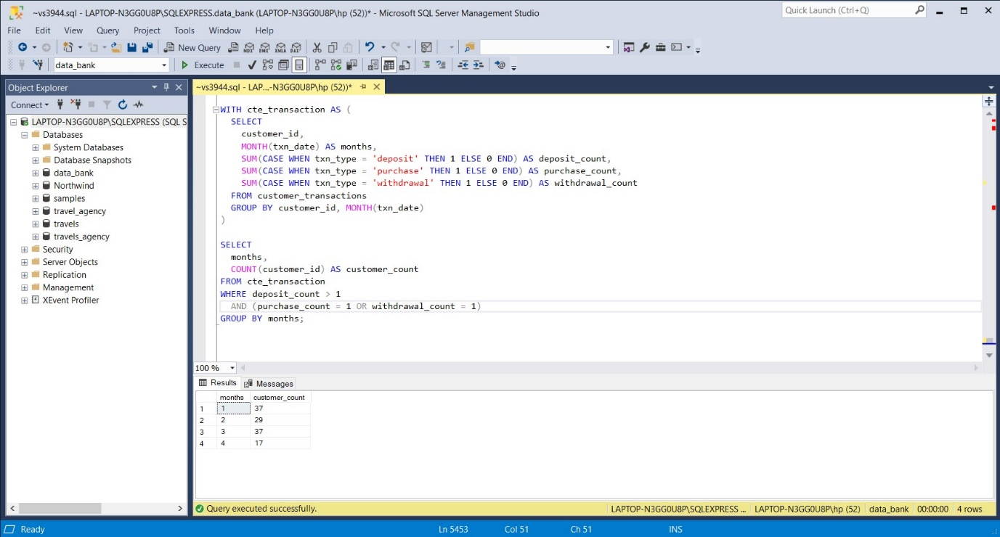 ~vs3944.sql - LAPTOP-N3GG0U8P\SQLEXPRESS.data_bank (LAPTOP-N3GG0U8P\hp (52))* - Microsoft SQL Server Management Studio
Quick Launch (Ctrl+Q)
File Edit View Query Project Tools Window Help
New Query MDX DMX XMLA DAX
data_bank Execute
Object Explorer
~vs3944.sql - LAP...-N3GG0U8P\hp (52))*
Connect
LAPTOP-N3GG0U8P\SQLEXPRESS (SQL S
Databases
System Databases
Database Snapshots
data_bank
Northwind
samples
travel_agency
travels
travels_agency
Security
Server Objects
Replication
Management
XEvent Profiler
WITH cte_transaction AS (
SELECT
customer_id,
MONTH(txn_date) AS months,
SUM(CASE WHEN txn_type = 'deposit' THEN 1 ELSE 0 END) AS deposit_count,
SUM(CASE WHEN txn_type = 'purchase' THEN 1 ELSE 0 END) AS purchase_count,
SUM(CASE WHEN txn_type = 'withdrawal' THEN 1 ELSE 0 END) AS withdrawal_count
FROM customer_transactions
GROUP BY customer_id, MONTH(txn_date)
)
SELECT
months,
COUNT(customer_id) AS customer_count
FROM cte_transaction
WHERE deposit_count > 1
AND (purchase_count = 1 OR withdrawal_count = 1)
GROUP BY months;
100 %
Results Messages
months customer_count
1 1 37
2 2 29
3 3 37
4 4 17
Query executed successfully. LAPTOP-N3GG0U8P\SQLEXPRESS ... LAPTOP-N3GG0U8P\hp (52) data_bank 00:00:00 4 rows
Ready Ln 5453 Col 51 Ch 51 INS